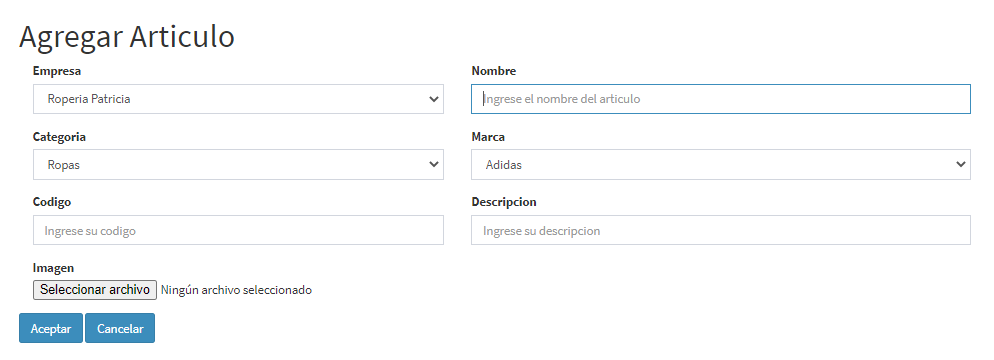 Agregar Articulo
Empresa
Nombre
Roperia Patricia
Ingrese el nombre del articulo
Categoria
Marca
Ropas
Adidas
Codigo
Descripcion
Ingrese su codigo
Ingrese su descripcion
Imagen
Seleccionar archivo Ningún archivo seleccionado
Aceptar Cancelar